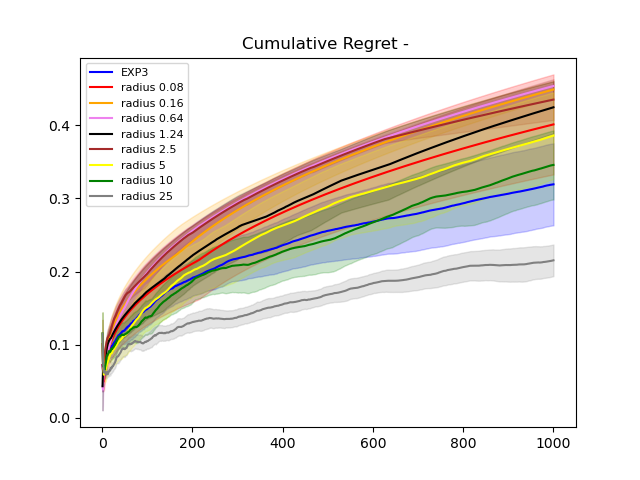 Cumulative Regret -
EXP3
radius 0.08
radius 0.16
radius 0.64
radius 1.24
radius 2.5
radius 5
radius 10
radius 25
0.4
0.3
0.2
0.1
0.0
0 200 400 600 800 1000